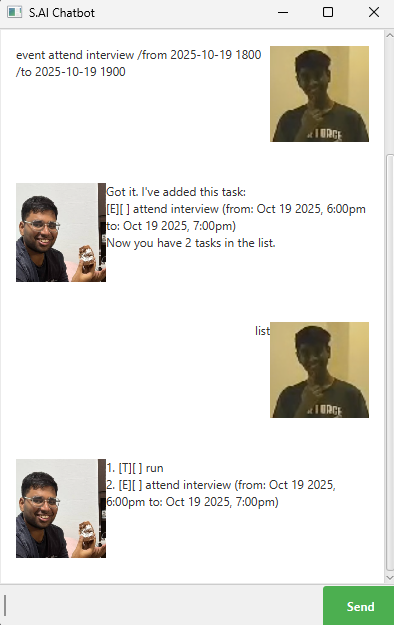 S.AI Chatbot
event attend interview /from 2025-10-19 1800
/to 2025-10-19 1900
Got it. I've added this task:
[E][ ] attend interview (from: Oct 19 2025, 6:00pm
to: Oct 19 2025, 7:00pm)
Now you have 2 tasks in the list.
list
1. [T][ ] run
2. [E][ ] attend interview (from: Oct 19 2025,
6:00pm to: Oct 19 2025, 7:00pm)
Send